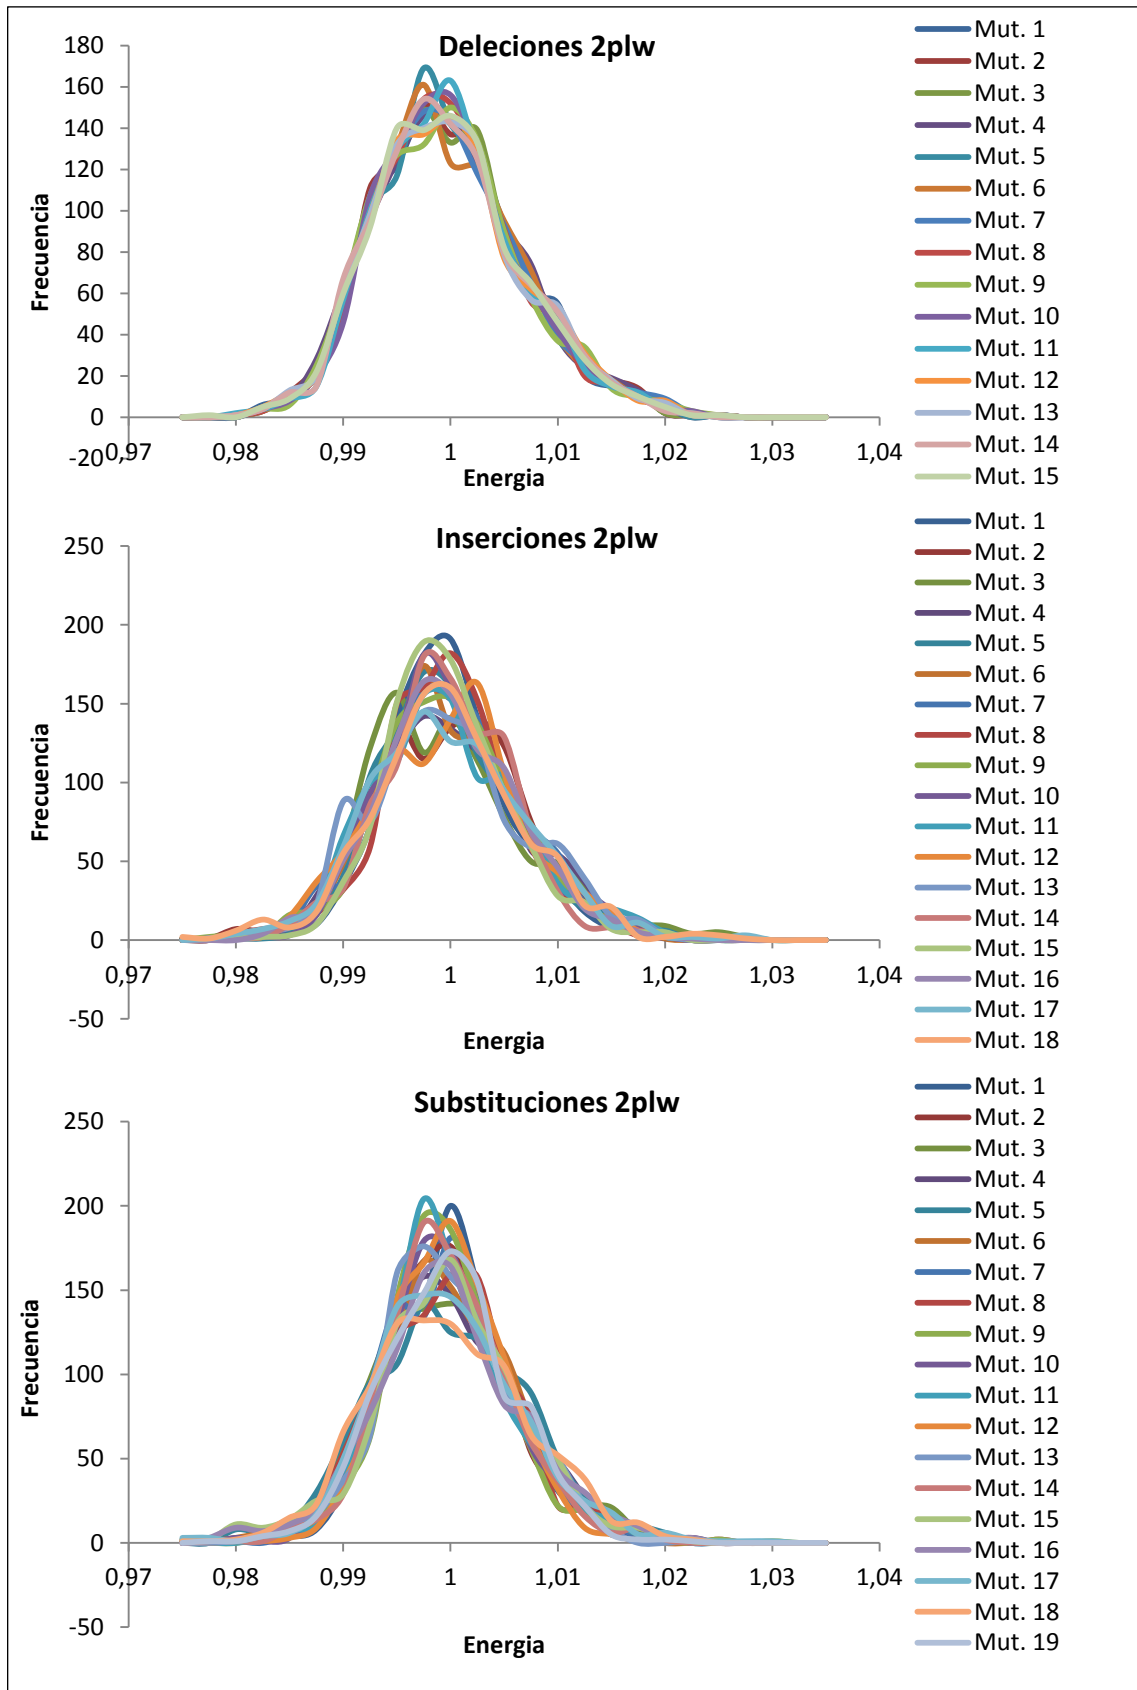 Deleciones 2plw
180
160
140
120
100
80
60
40
20
0
-20
0,97
0,98
0,99
1
1,01
1,02
1,03
1,04
Frecuencia
Energia
Mut. 1
Mut. 2
Mut. 3
Mut. 4
Mut. 5
Mut. 6
Mut. 7
Mut. 8
Mut. 9
Mut. 10
Mut. 11
Mut. 12
Mut. 13
Mut. 14
Mut. 15
Inserciones 2plw
250
200
150
100
50
0
-50
0,97
0,98
0,99
1
1,01
1,02
1,03
1,04
Frecuencia
Energia
Mut. 1
Mut. 2
Mut. 3
Mut. 4
Mut. 5
Mut. 6
Mut. 7
Mut. 8
Mut. 9
Mut. 10
Mut. 11
Mut. 12
Mut. 13
Mut. 14
Mut. 15
Mut. 16
Mut. 17
Mut. 18
Substituciones 2plw
250
200
150
100
50
0
-50
0,97
0,98
0,99
1
1,01
1,02
1,03
1,04
Frecuencia
Energia
Mut. 1
Mut. 2
Mut. 3
Mut. 4
Mut. 5
Mut. 6
Mut. 7
Mut. 8
Mut. 9
Mut. 10
Mut. 11
Mut. 12
Mut. 13
Mut. 14
Mut. 15
Mut. 16
Mut. 17
Mut. 18
Mut. 19